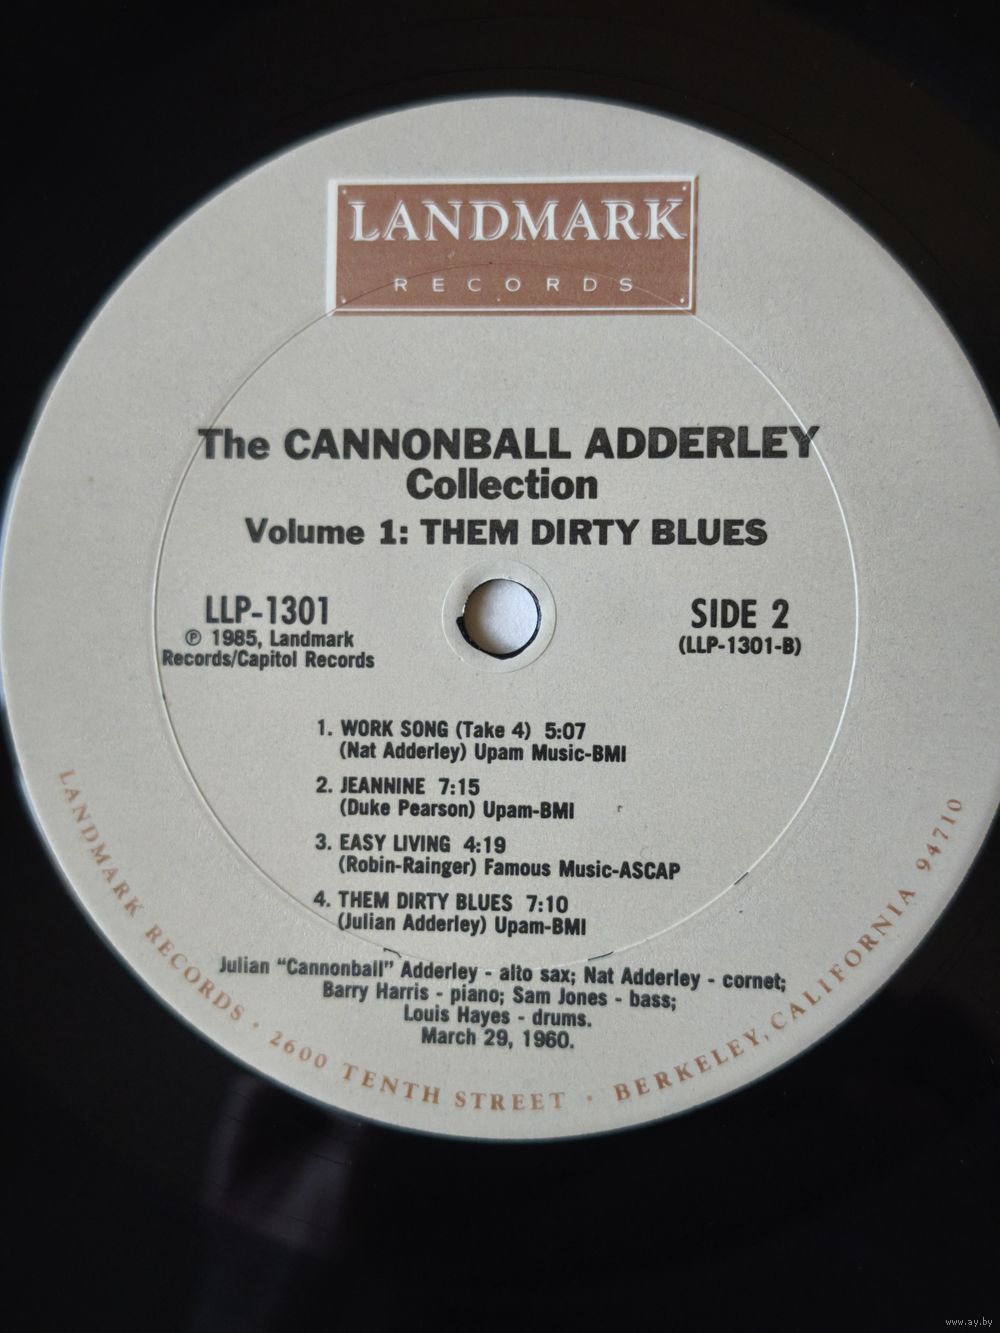 LANDMARK
RECORDS
The CANNONBALL ADDERLEY
Collection
Volume 1: THEM DIRTY BLUES
LLP-1301
℗ 1985, Landmark
Records/Capitol Records
SIDE 2
(LLP-1301-B)
1. WORK SONG (Take 4) 5:07
(Nat Adderley) Upam Music-BMI
2. JEANNINE 7:15
(Duke Pearson) Upam-BMI
3. EASY LIVING 4:19
(Robin-Rainger) Famous Music-ASCAP
4. THEM DIRTY BLUES 7:10
(Julian Adderley) Upam-BMI
Julian “Cannonball” Adderley - alto sax; Nat Adderley - cornet;
Barry Harris - piano; Sam Jones - bass;
Louis Hayes - drums.
March 29, 1960.
LANDMARK RECORDS · 2600 TENTH STREET · BERKELEY, CALIFORNIA 94710
www.ay.by